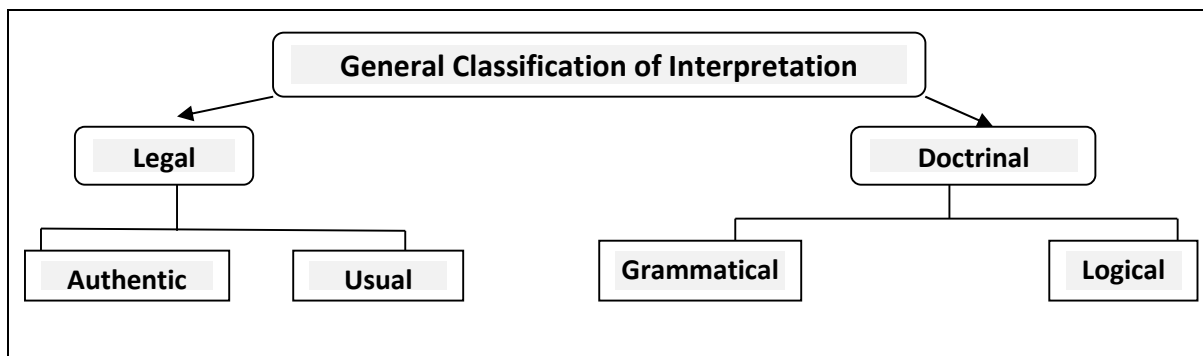 General Classification of Interpretation
Legal
Doctrinal
Authentic
Usual
Grammatical
Logical